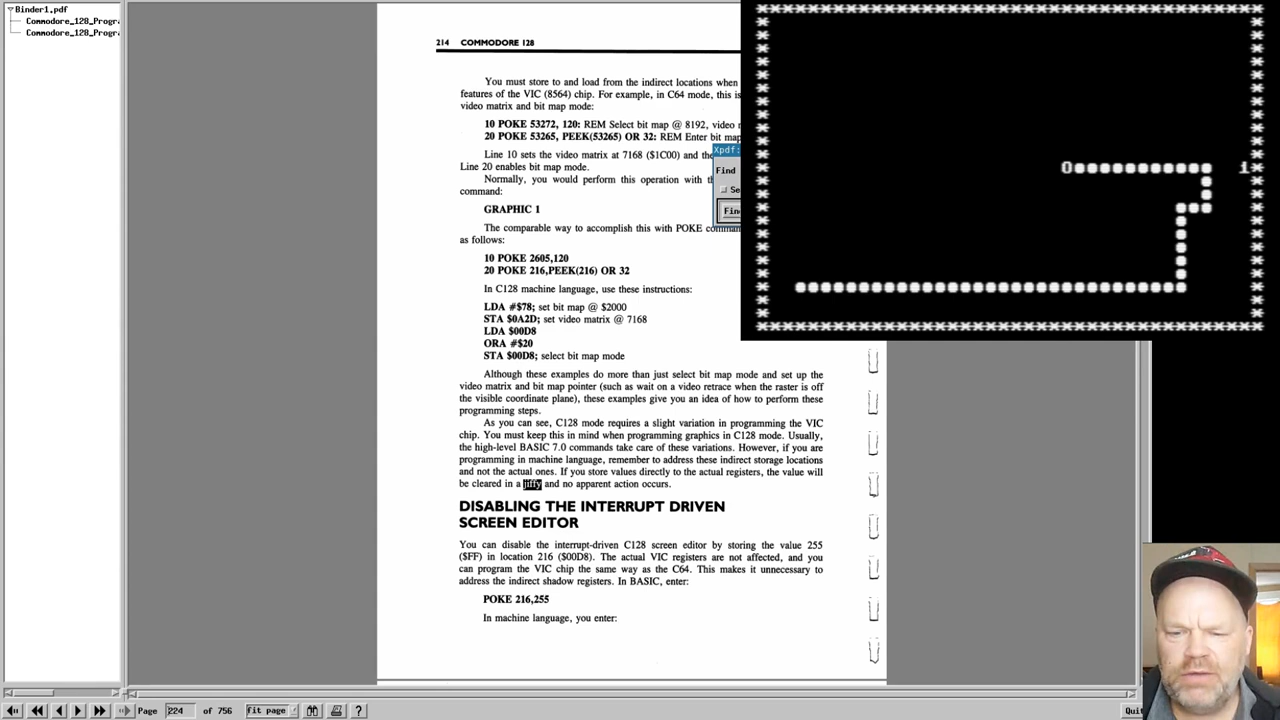 Binder1.pdf
Commodore_128_Progra
Commodore_128_Progra
214 COMMODORE 128
You must store to and load from the indirect locations when
features of the VIC (8564) chip. For example, in C64 mode, this is
video matrix and bit map mode:
10 POKE 53272, 120: REM Select bit map @ 8192, video m
20 POKE 53265, PEEK(53265) OR 32: REM Enter bit map
Line 10 sets the video matrix at 7168 ($1C00) and the
Line 20 enables bit map mode.
Normally, you would perform this operation with th
command:
GRAPHIC 1
The comparable way to accomplish this with POKE comman
as follows:
10 POKE 2605,120
20 POKE 216,PEEK(216) OR 32
In C128 machine language, use these instructions:
LDA #$78; set bit map @ $2000
STA $0A2D; set video matrix @ 7168
LDA $00D8
ORA #$20
STA $00D8; select bit map mode
Although these examples do more than just select bit map mode and set up the
video matrix and bit map pointer (such as wait on a video retrace when the raster is off
the visible coordinate plane), these examples give you an idea of how to perform these
programming steps.
As you can see, C128 mode requires a slight variation in programming the VIC
chip. You must keep this in mind when programming graphics in C128 mode. Usually,
the high-level BASIC 7.0 commands take care of these variations. However, if you are
programming in machine language, remember to address these indirect storage locations
and not the actual ones. If you store values directly to the actual registers, the value will
be cleared in a jiffy and no apparent action occurs.
DISABLING THE INTERRUPT DRIVEN
SCREEN EDITOR
You can disable the interrupt-driven C128 screen editor by storing the value 255
($FF) in location 216 ($00D8). The actual VIC registers are not affected, and you
can program the VIC chip the same way as the C64. This makes it unnecessary to
address the indirect shadow registers. In BASIC, enter:
POKE 216,255
In machine language, you enter:
Xpdf:
Find
Se
Find
Page 224 of 756 fit page ? Quit